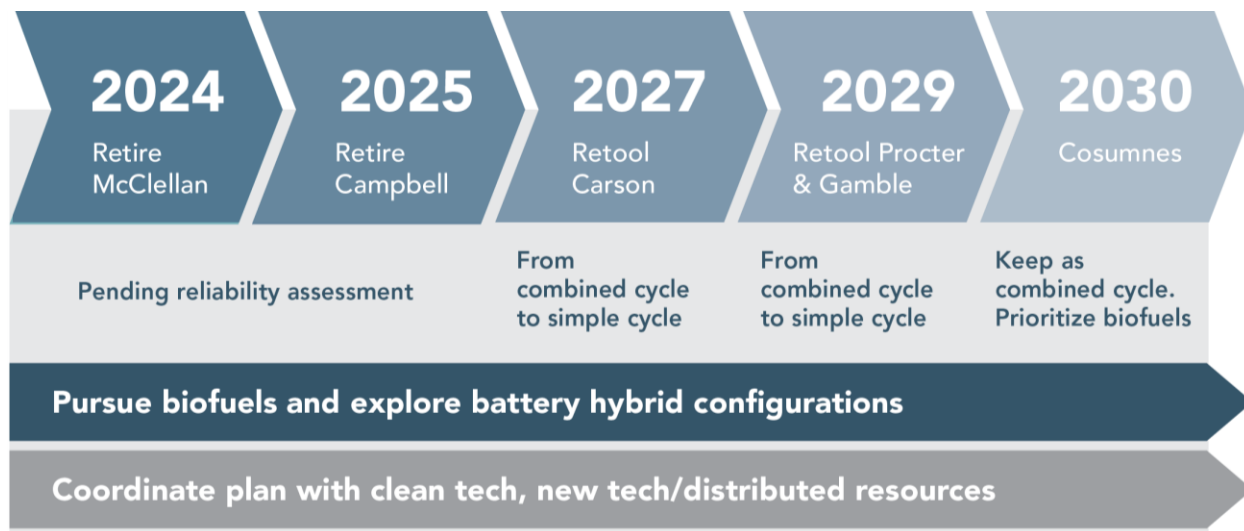 2024
Retire
McClellan
2025
Retire
Campbell
2027
Retool
Carson
2029
Retool Procter
& Gamble
2030
Cosumnes
Pending reliability assessment
From
combined cycle
to simple cycle
From
combined cycle
to simple cycle
Keep as
combined cycle.
Prioritize biofuels
Pursue biofuels and explore battery hybrid configurations
Coordinate plan with clean tech, new tech/distributed resources